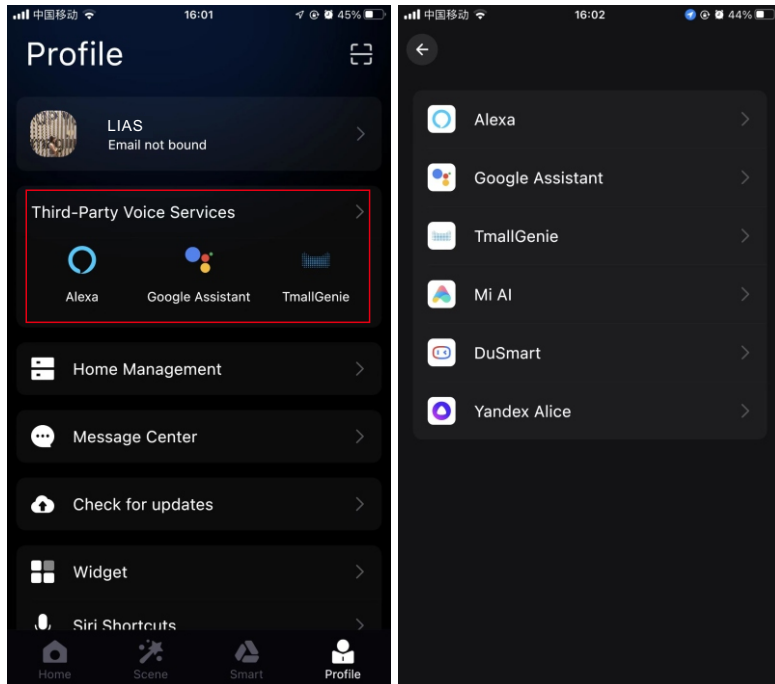 中国移动
16:01
45%
Profile
LIAS
Email not bound
Third-Party Voice Services
Alexa
Google Assistant
TmallGenie
Home Management
Message Center
Check for updates
Widget
Siri Shortcuts
Home
Scene
Smart
Profile
中国移动
16:02
44%
Alexa
Google Assistant
TmallGenie
Mi AI
DuSmart
Yandex Alice